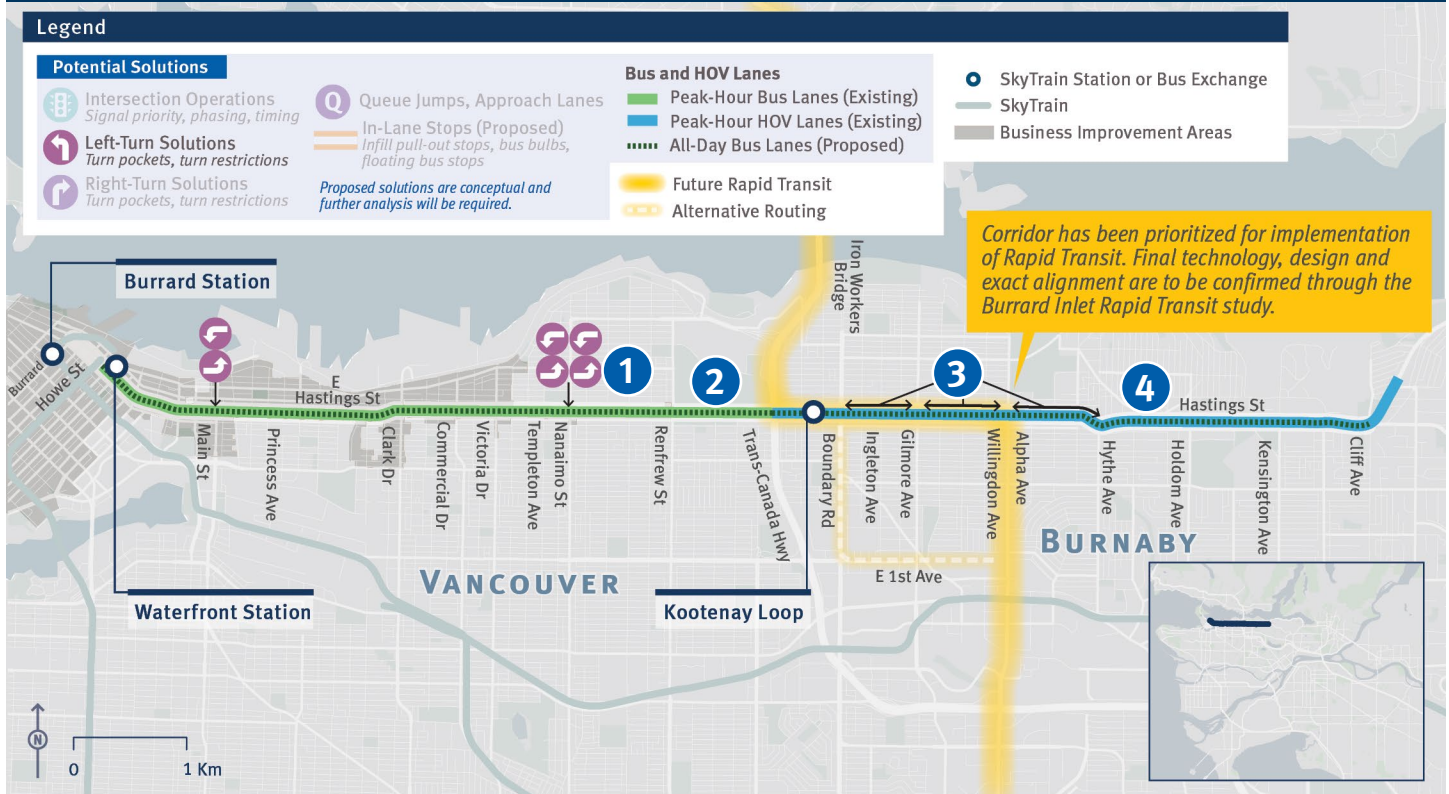 Legend
Potential Solutions
Intersection Operations
Signal priority, phasing, timing
Left-Turn Solutions
Turn pockets, turn restrictions
Right-Turn Solutions
Turn pockets, turn restrictions
Q
Queue Jumps, Approach Lanes
In-Lane Stops (Proposed)
Infill pull-out stops, bus bulbs,
floating bus stops
Proposed solutions are conceptual and
further analysis will be required.
Bus and HOV Lanes
Peak-Hour Bus Lanes (Existing)
Peak-Hour HOV Lanes (Existing)
All-Day Bus Lanes (Proposed)
Future Rapid Transit
Alternative Routing
SkyTrain Station or Bus Exchange
SkyTrain
Business Improvement Areas
Corridor has been prioritized for implementation
of Rapid Transit. Final technology, design and
exact alignment are to be confirmed through the
Burrard Inlet Rapid Transit study.
Burrard Station
Iron Workers
Bridge
Burrard
Howe St
E
Hastings St
1
2
3
4
Hastings St
Main St
Princess Ave
Clark Dr
Commercial Dr
Victoria Dr
Templeton Ave
Nanaimo St
Renfrew St
Trans-Canada Hwy
Boundary Rd
Ingleton Ave
Gilmore Ave
Willingdon Ave
Alpha Ave
Hythe Ave
Holdom Ave
Kensington Ave
Cliff Ave
BURNABY
VANCOUVER
E 1st Ave
Waterfront Station
Kootenay Loop
N
0
1 Km